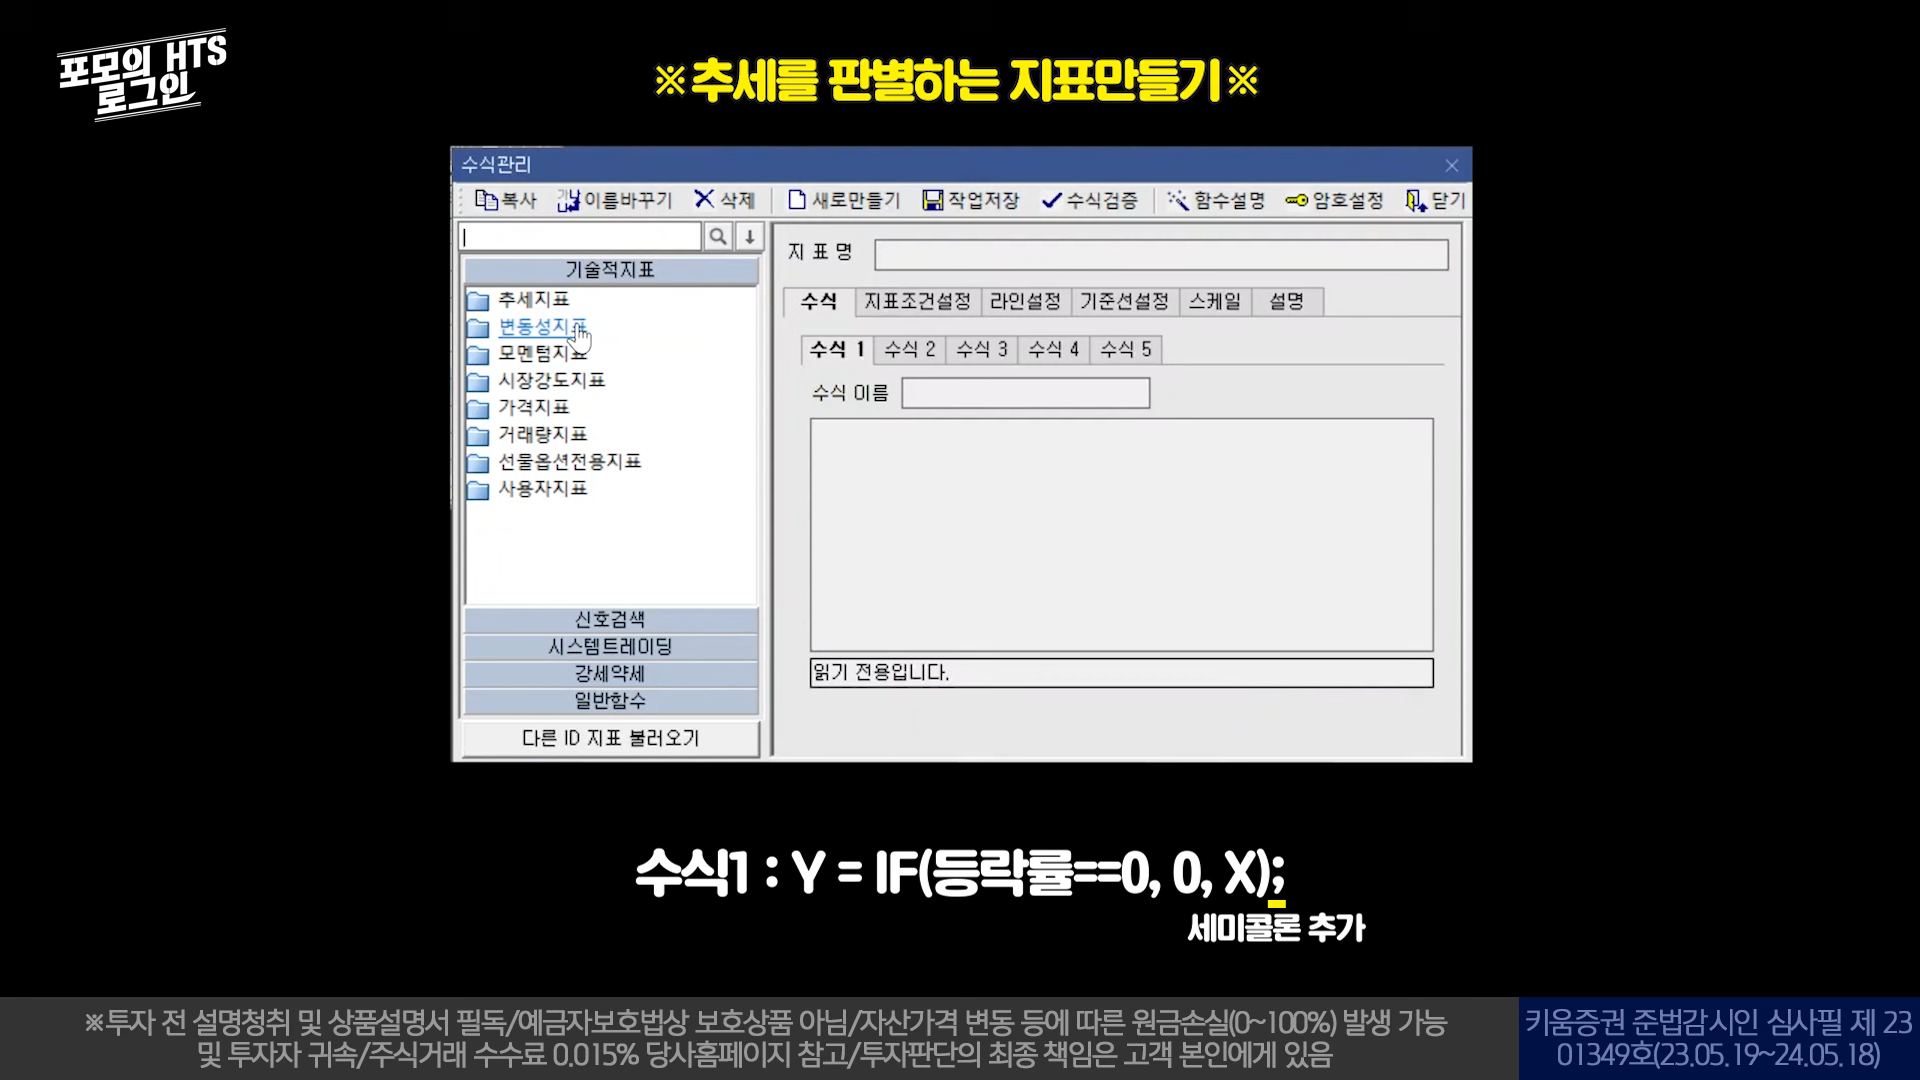 포모의 HTS
로그인
※추세를 판별하는 지표만들기※
수식관리
복사 이름바꾸기 삭제 새로만들기 작업저장 수식검증 함수설명 암호설정 닫기
기술적지표
추세지표
변동성지표
모멘텀지표
시장강도지표
가격지표
거래량지표
선물옵션전용지표
사용자지표
신호검색
시스템트레이딩
강세약세
일반함수
다른 ID 지표 불러오기
지 표 명
수식 지표조건설정 라인설정 기준선설정 스케일 설명
수식 1 수식 2 수식 3 수식 4 수식 5
수식 이름
읽기 전용입니다.
수식1 : Y = IF(등락률==0, 0, X);
세미콜론 추가
※투자 전 설명청취 및 상품설명서 필독/예금자보호법상 보호상품 아님/자산가격 변동 등에 따른 원금손실(0~100%) 발생 가능
및 투자자 귀속/주식거래 수수료 0.015% 당사홈페이지 참고/투자판단의 최종 책임은 고객 본인에게 있음
키움증권 준법감시인 심사필 제 23
01349호(23.05.19~24.05.18)